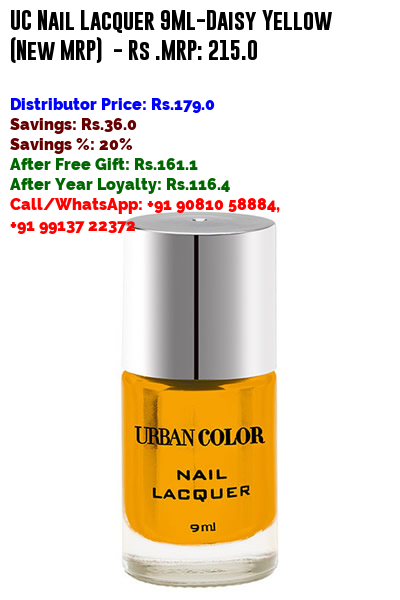 UC Nail Lacquer 9Ml-Daisy Yellow
(New MRP) - Rs .MRP: 215.0
Distributor Price: Rs.179.0
Savings: Rs.36.0
Savings %: 20%
After Free Gift: Rs.161.1
After Year Loyalty: Rs.116.4
Call/WhatsApp: +91 90810 58884,
+91 99137 22372
URBAN COLOR
NAIL
LACQUER
9ml